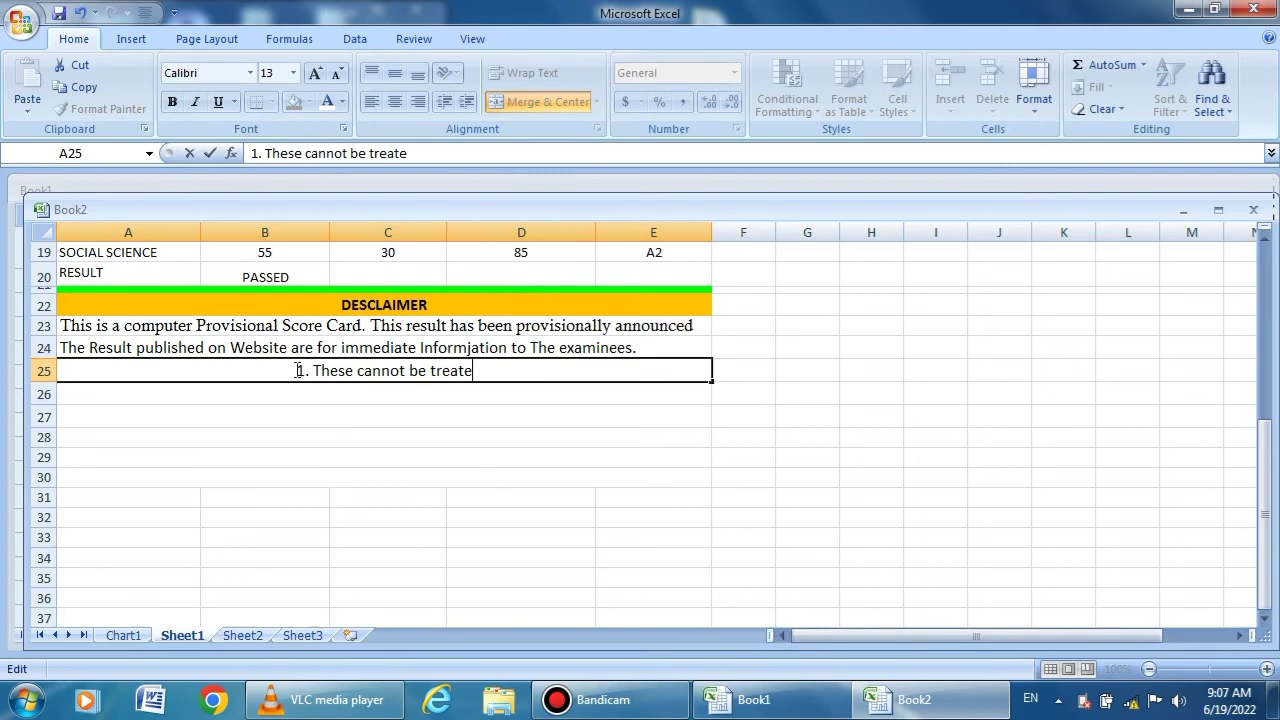 Microsoft Excel
Home Insert Page Layout Formulas Data Review View
Cut
Copy
Format Painter
Paste
Clipboard
Calibri 13
B I U
Font
Wrap Text
Merge & Center
Alignment
General
$ % ,
Number
Conditional Formatting
Format as Table
Cell Styles
Styles
Insert Delete Format
Cells
Σ AutoSum
Fill
Clear
Sort & Filter
Find & Select
Editing
A25 fx 1. These cannot be treate
Book1
Book2
A B C D E F G H I J K L M N
19 SOCIAL SCIENCE 55 30 85 A2
20 RESULT PASSED
21
22 DESCLAIMER
23 This is a computer Provisional Score Card. This result has been provisionally announced
24 The Result published on Website are for immediate Informjation to The examinees.
25 1. These cannot be treate
26
27
28
29
30
31
32
33
34
35
36
37
Chart1 Sheet1 Sheet2 Sheet3
Edit 100%
VLC media player Bandicam Book1 Book2 EN 9:07 AM
6/19/2022